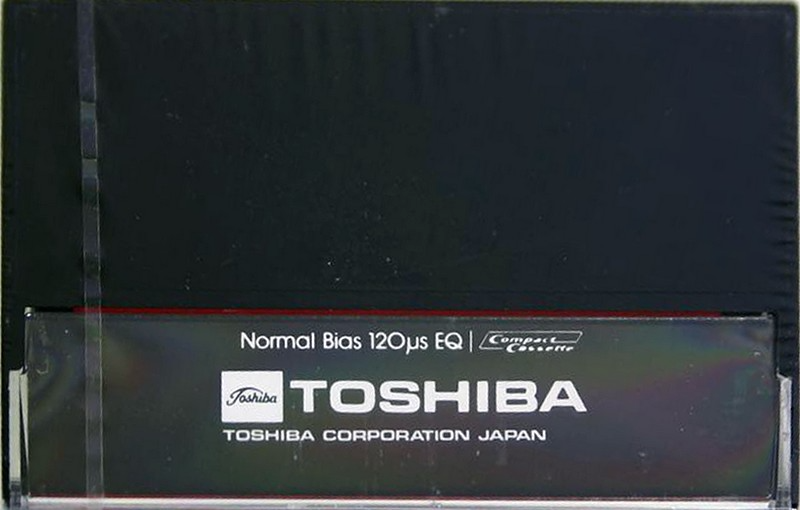 Normal Bias 120µs EQ | Compact Cassette
Toshiba TOSHIBA
TOSHIBA CORPORATION JAPAN